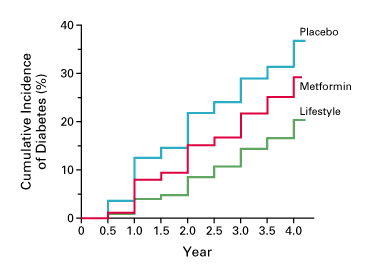 40
30
20
10
0
0 0.5 1.0 1.5 2.0 2.5 3.0 3.5 4.0
Cumulative Incidence
of Diabetes (%)
Year
Placebo
Metformin
Lifestyle